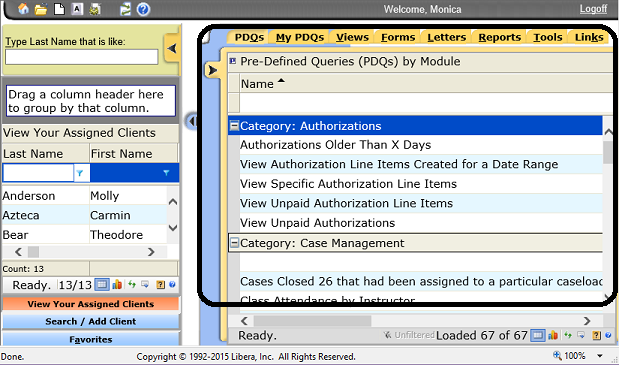 Welcome, Monica
Logoff
Type Last Name that is like:
Drag a column header here
to group by that column.
View Your Assigned Clients
Last Name First Name
Anderson Molly
Azteca Carmin
Bear Theodore
Count: 13
Ready. 13/13
View Your Assigned Clients
Search / Add Client
Favorites
PDQs My PDQs Views Forms Letters Reports Tools Links
Pre-Defined Queries (PDQs) by Module
Name
Category: Authorizations
Authorizations Older Than X Days
View Authorization Line Items Created for a Date Range
View Specific Authorization Line Items
View Unpaid Authorization Line Items
View Unpaid Authorizations
Category: Case Management
Cases Closed 26 that had been assigned to a particular caseloac
Class Attendance by Instructor
Ready. Unfiltered Loaded 67 of 67
Done. Copyright © 1992-2015 Libera, Inc. All Rights Reserved. 100%